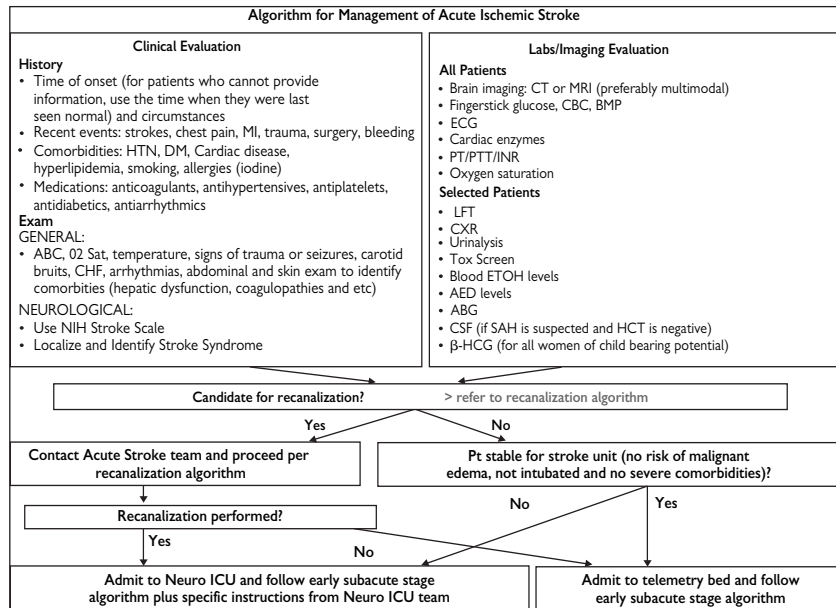 Algorithm for Management of Acute Ischemic Stroke
Clinical Evaluation
History
• Time of onset (for patients who cannot provide
information, use the time when they were last
seen normal) and circumstances
• Recent events: strokes, chest pain, MI, trauma, surgery, bleeding
• Comorbidities: HTN, DM, Cardiac disease,
hyperlipidemia, smoking, allergies (iodine)
• Medications: anticoagulants, antihypertensives, antiplatelets,
antidiabetics, antiarrhythmics
Exam
GENERAL:
• ABC, 02 Sat, temperature, signs of trauma or seizures, carotid
bruits, CHF, arrhythmias, abdominal and skin exam to identify
comorbities (hepatic dysfunction, coagulopathies and etc)
NEUROLOGICAL:
• Use NIH Stroke Scale
• Localize and Identify Stroke Syndrome
Labs/Imaging Evaluation
All Patients
• Brain imaging: CT or MRI (preferably multimodal)
• Fingerstick glucose, CBC, BMP
• ECG
• Cardiac enzymes
• PT/PTT/INR
• Oxygen saturation
Selected Patients
• LFT
• CXR
• Urinalysis
• Tox Screen
• Blood ETOH levels
• AED levels
• ABG
• CSF (if SAH is suspected and HCT is negative)
• β-HCG (for all women of child bearing potential)
Candidate for recanalization? > refer to recanalization algorithm
Yes
No
Contact Acute Stroke team and proceed per
recanalization algorithm
Pt stable for stroke unit (no risk of malignant
edema, not intubated and no severe comorbidities)?
Recanalization performed?
No
Yes
Yes
No
Admit to Neuro ICU and follow early subacute stage
algorithm plus specific instructions from Neuro ICU team
Admit to telemetry bed and follow
early subacute stage algorithm